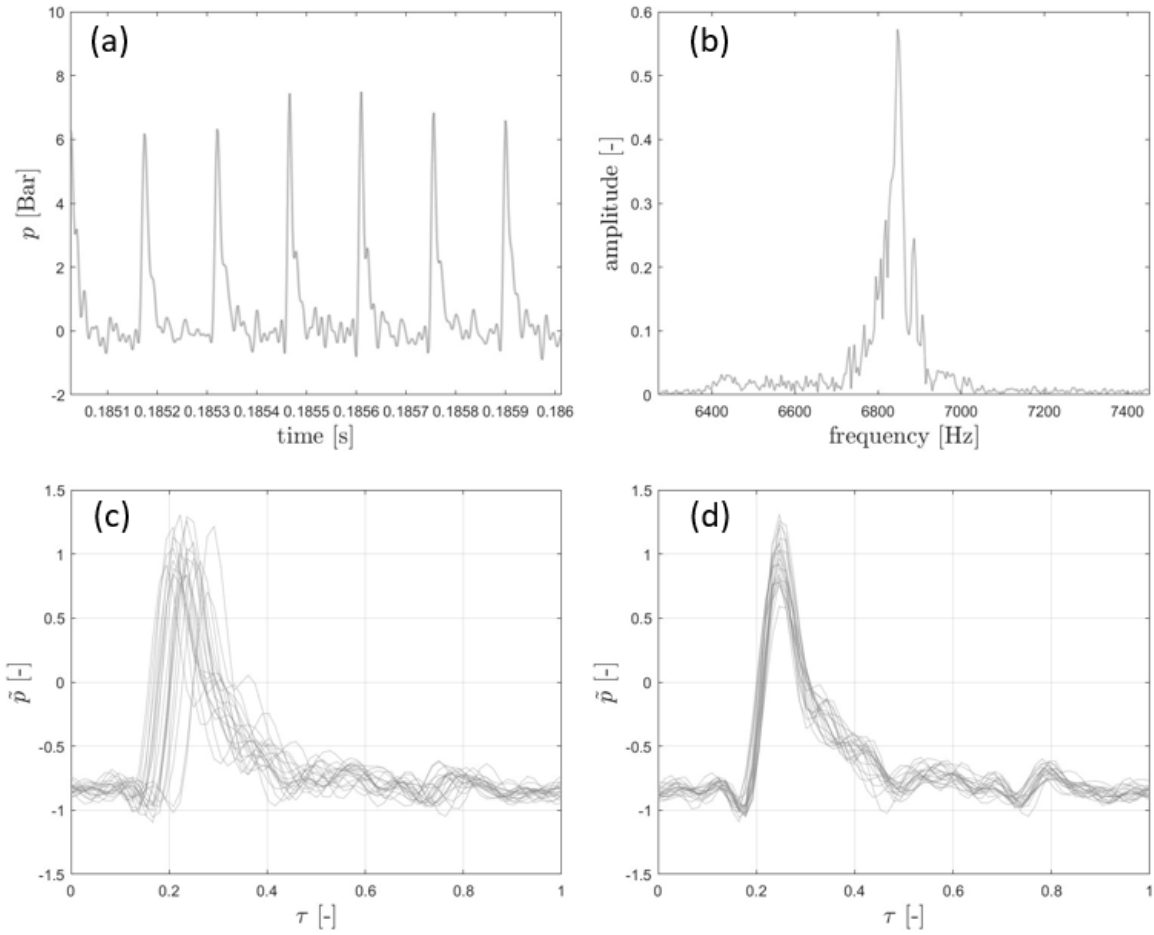 (a)
10
8
6
4
2
0
-2
p [Bar]
0.1851 0.1852 0.1853 0.1854 0.1855 0.1856 0.1857 0.1858 0.1859 0.186
time [s]
(b)
0.6
0.5
0.4
0.3
0.2
0.1
0
amplitude [-]
6400 6600 6800 7000 7200 7400
frequency [Hz]
(c)
1.5
1
0.5
0
-0.5
-1
-1.5
p̃ [-]
0 0.2 0.4 0.6 0.8 1
τ [-]
(d)
1.5
1
0.5
0
-0.5
-1
-1.5
p̃ [-]
0 0.2 0.4 0.6 0.8 1
τ [-]